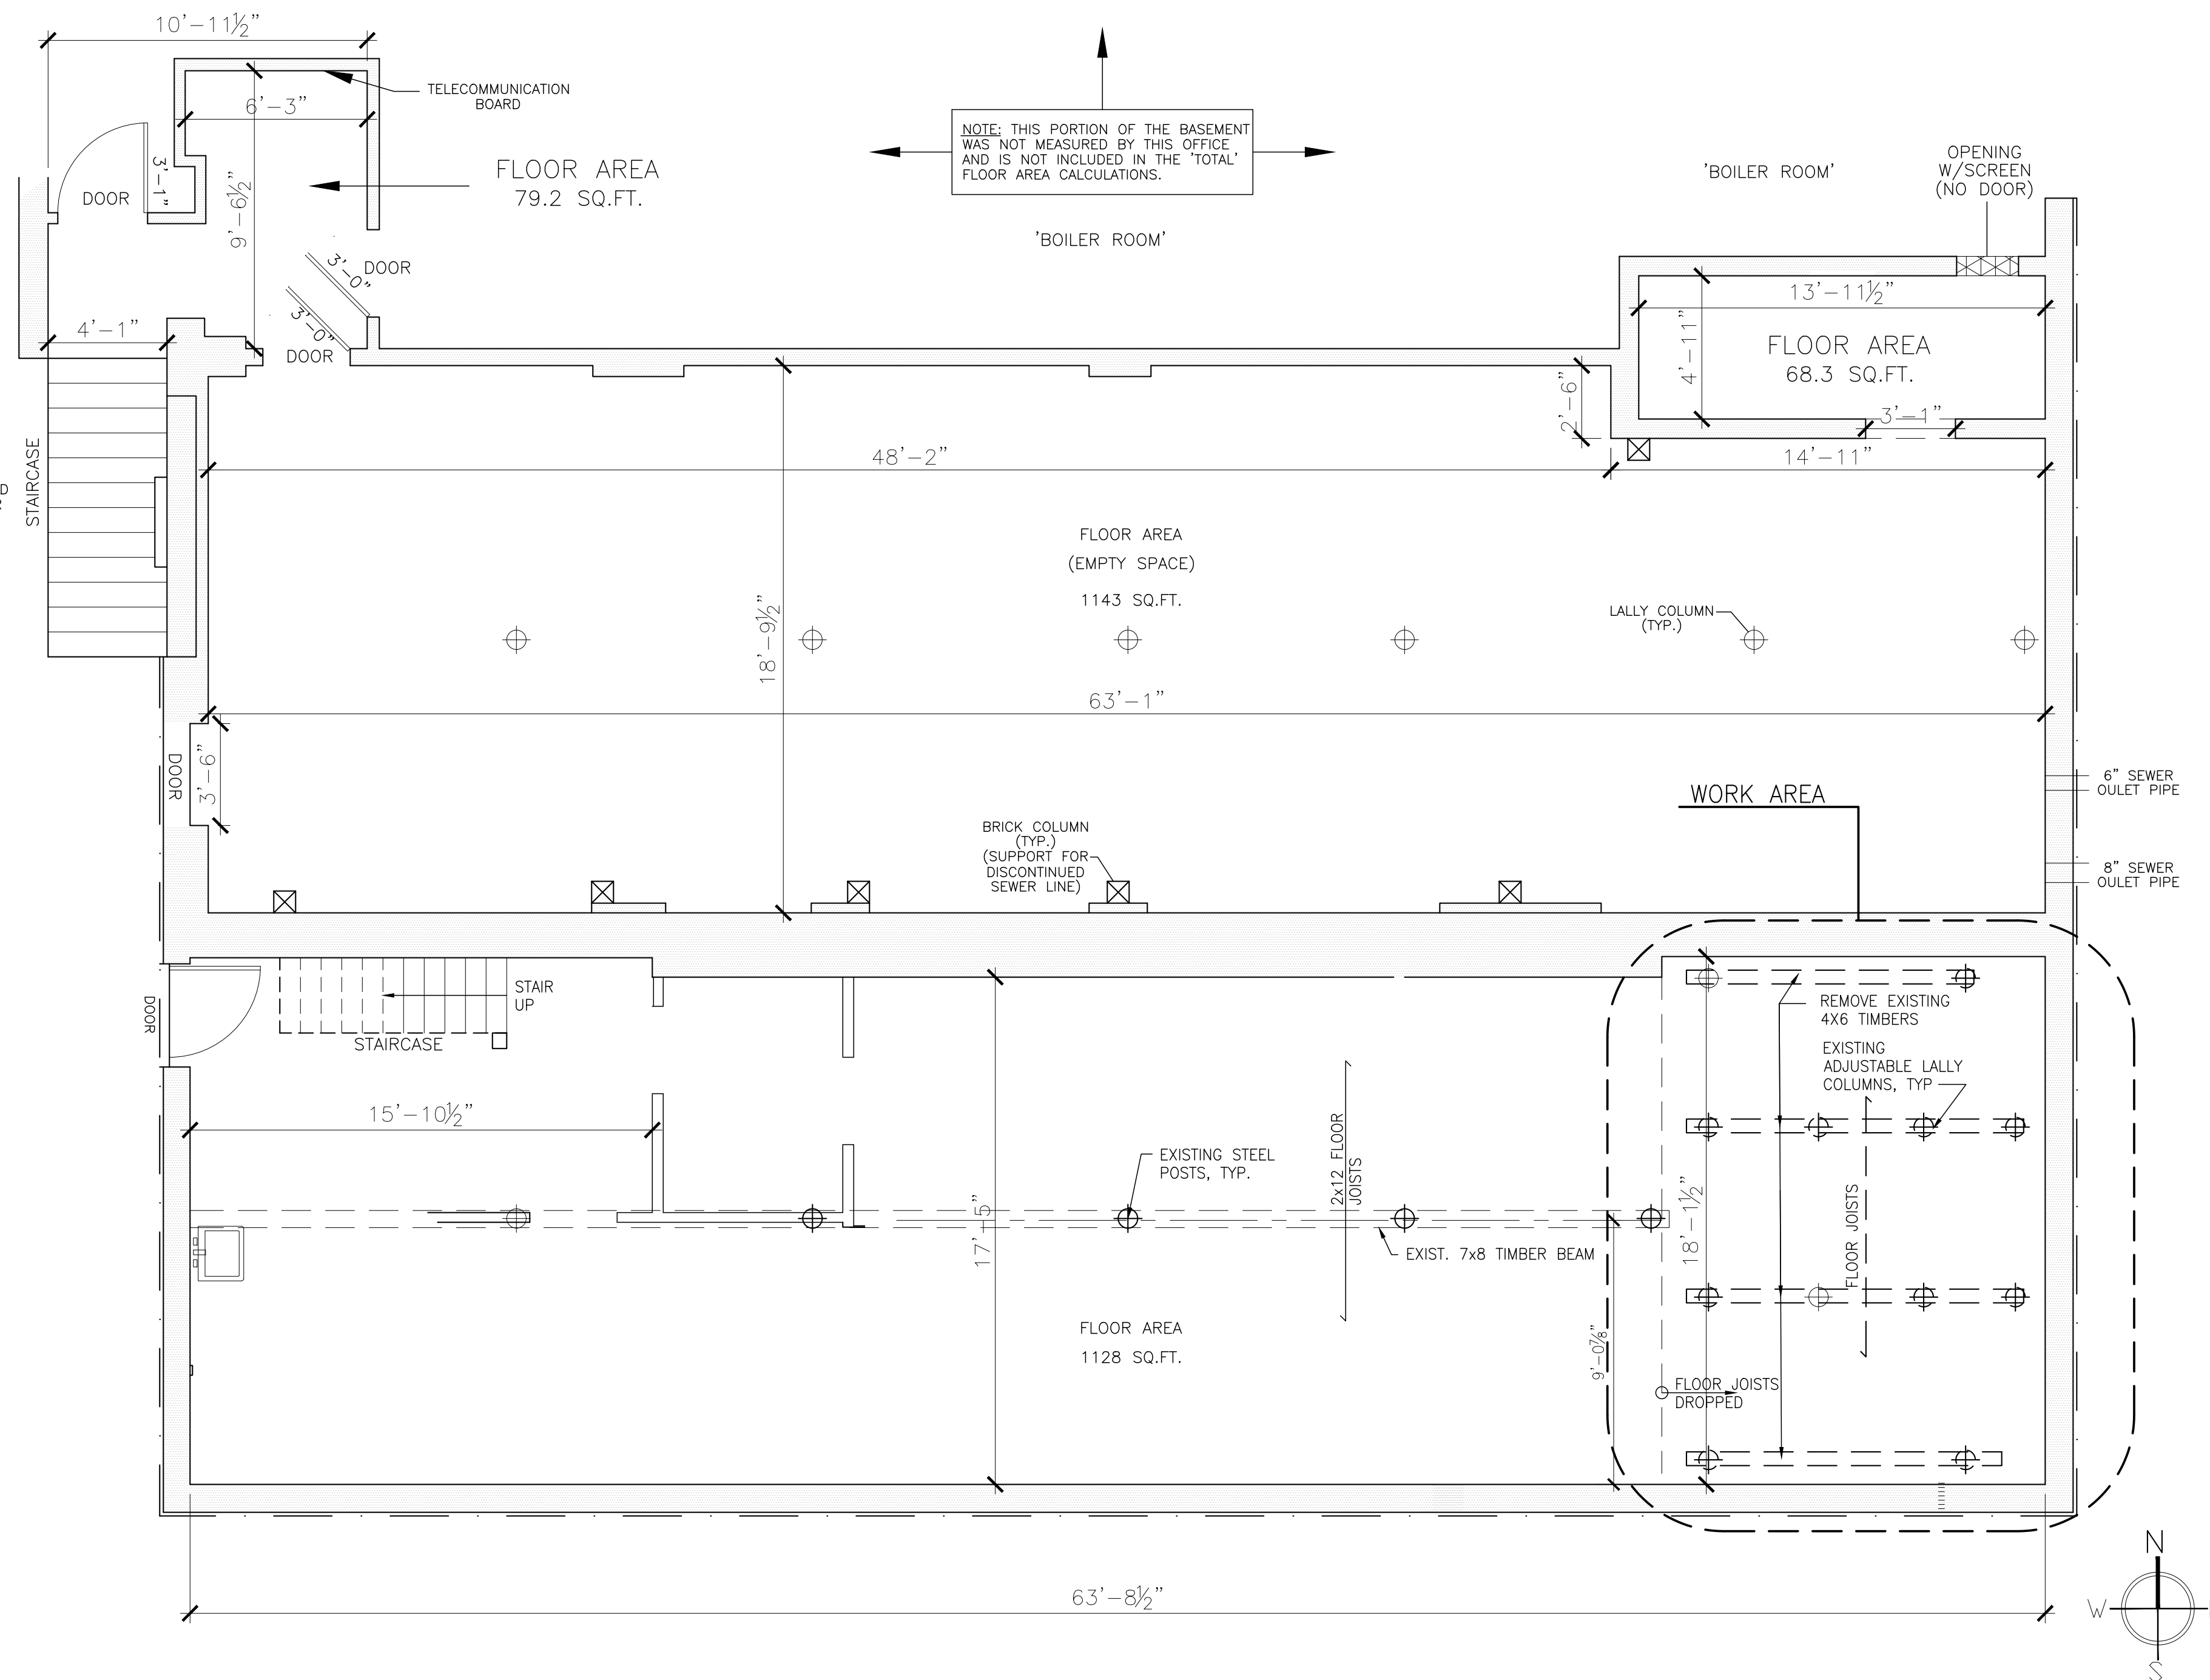 10'-11½"
TELECOMMUNICATION
BOARD
6'-3"
FLOOR AREA
79.2 SQ.FT.
3'-1"
DOOR
9'-6½"
NOTE: THIS PORTION OF THE BASEMENT
WAS NOT MEASURED BY THIS OFFICE
AND IS NOT INCLUDED IN THE 'TOTAL'
FLOOR AREA CALCULATIONS.
'BOILER ROOM'
'BOILER ROOM'
OPENING
W/SCREEN
(NO DOOR)
3'-0"
DOOR
3'-0"
DOOR
4'-1"
13'-11½"
4'-11"
FLOOR AREA
68.3 SQ.FT.
2'-6"
3'-1"
STAIRCASE
48'-2"
14'-11"
FLOOR AREA
(EMPTY SPACE)
1143 SQ.FT.
LALLY COLUMN
(TYP.)
18'-9½"
63'-1"
DOOR
3'-6"
6" SEWER
OULET PIPE
WORK AREA
BRICK COLUMN
(TYP.)
(SUPPORT FOR
DISCONTINUED
SEWER LINE)
8" SEWER
OULET PIPE
DOOR
STAIR
UP
STAIRCASE
REMOVE EXISTING
4X6 TIMBERS
EXISTING
ADJUSTABLE LALLY
COLUMNS, TYP
15'-10½"
EXISTING STEEL
POSTS, TYP.
2x12 FLOOR
JOISTS
17'-5"
18'-1½"
FLOOR JOISTS
EXIST. 7x8 TIMBER BEAM
FLOOR AREA
1128 SQ.FT.
9'-0⅞"
FLOOR JOISTS
DROPPED
63'-8½"
N
W
S